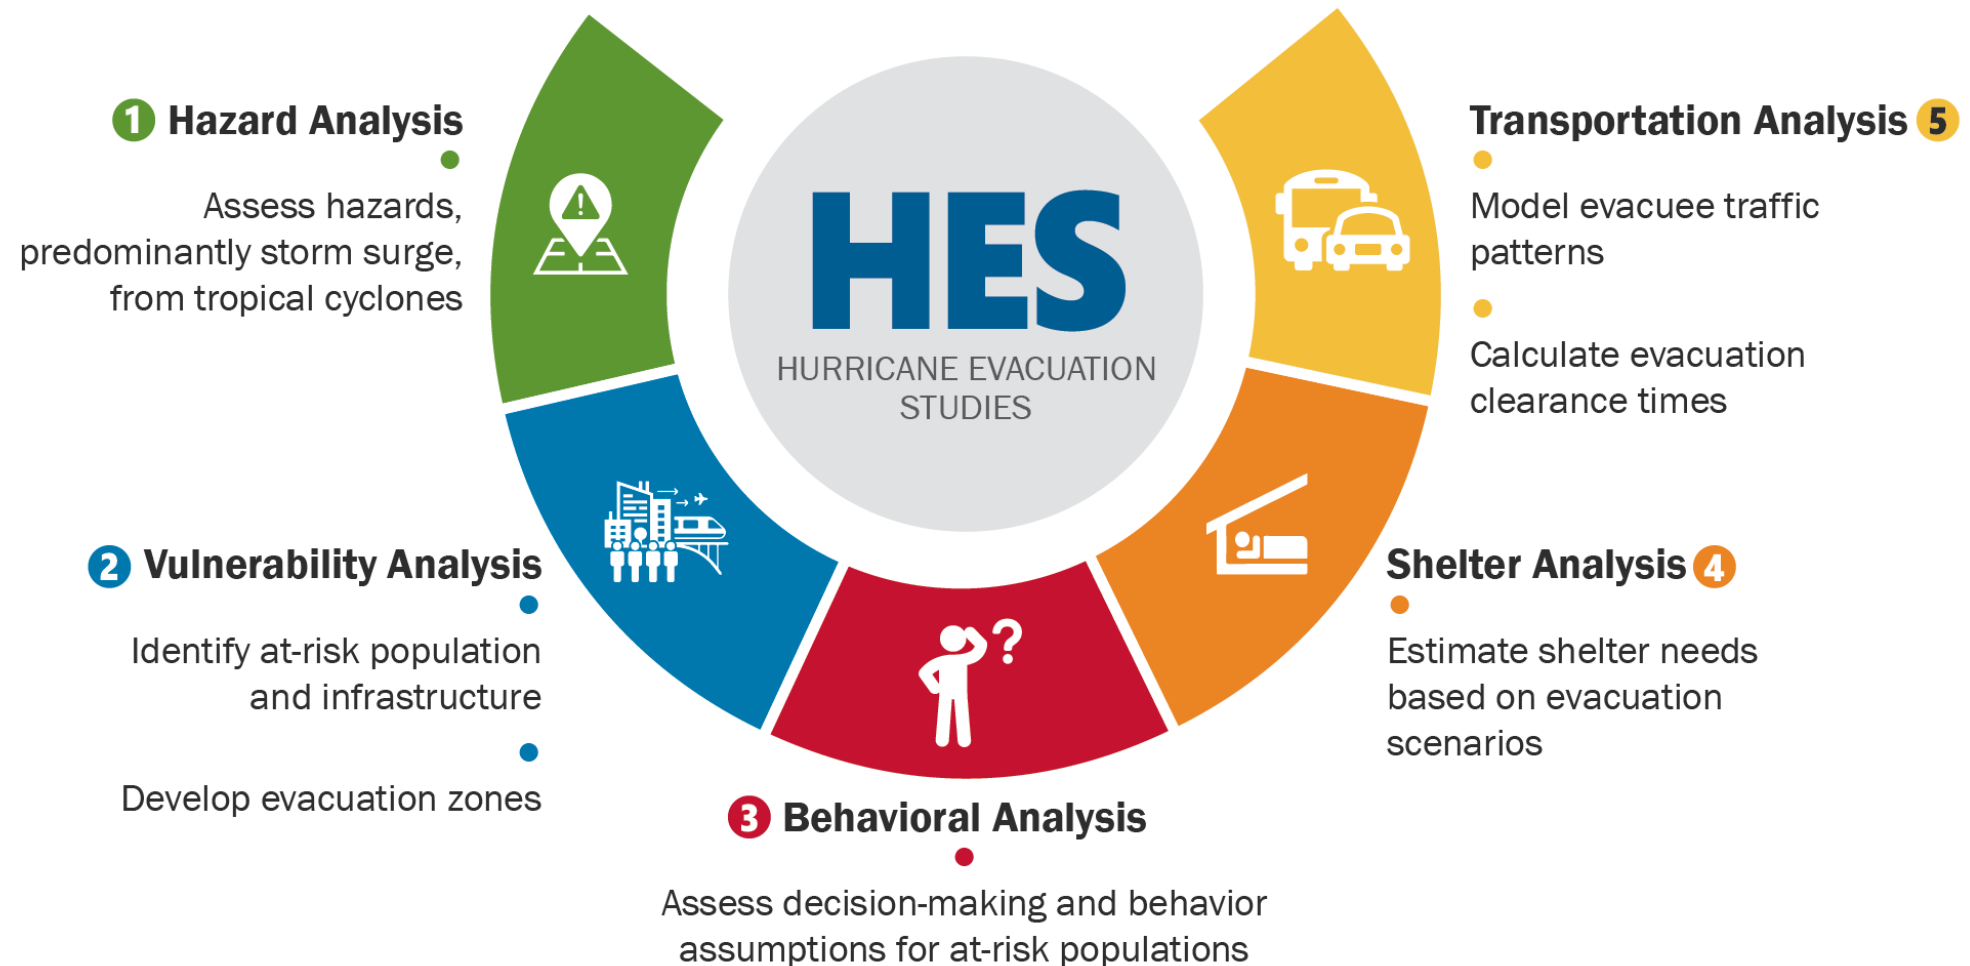 HES
HURRICANE EVACUATION
STUDIES
1 Hazard Analysis
Assess hazards,
predominantly storm surge,
from tropical cyclones
2 Vulnerability Analysis
Identify at-risk population
and infrastructure
Develop evacuation zones
3 Behavioral Analysis
Assess decision-making and behavior
assumptions for at-risk populations
?
Shelter Analysis 4
Estimate shelter needs
based on evacuation
scenarios
Transportation Analysis 5
Model evacuee traffic
patterns
Calculate evacuation
clearance times